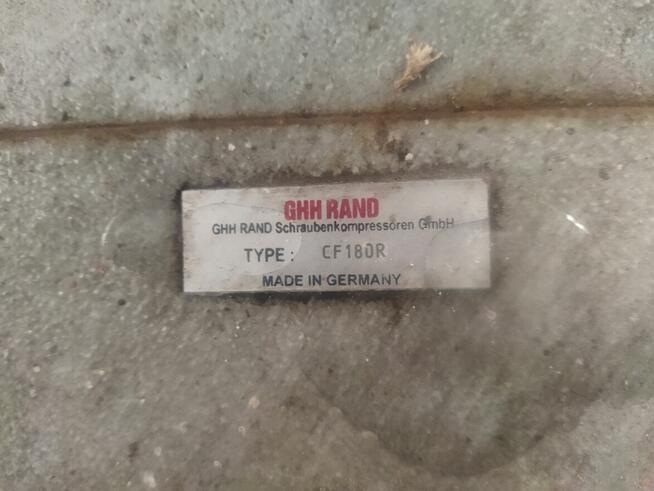 GHH RAND
GHH RAND Schraubenkompressoren GmbH
TYPE : CF180R
MADE IN GERMANY